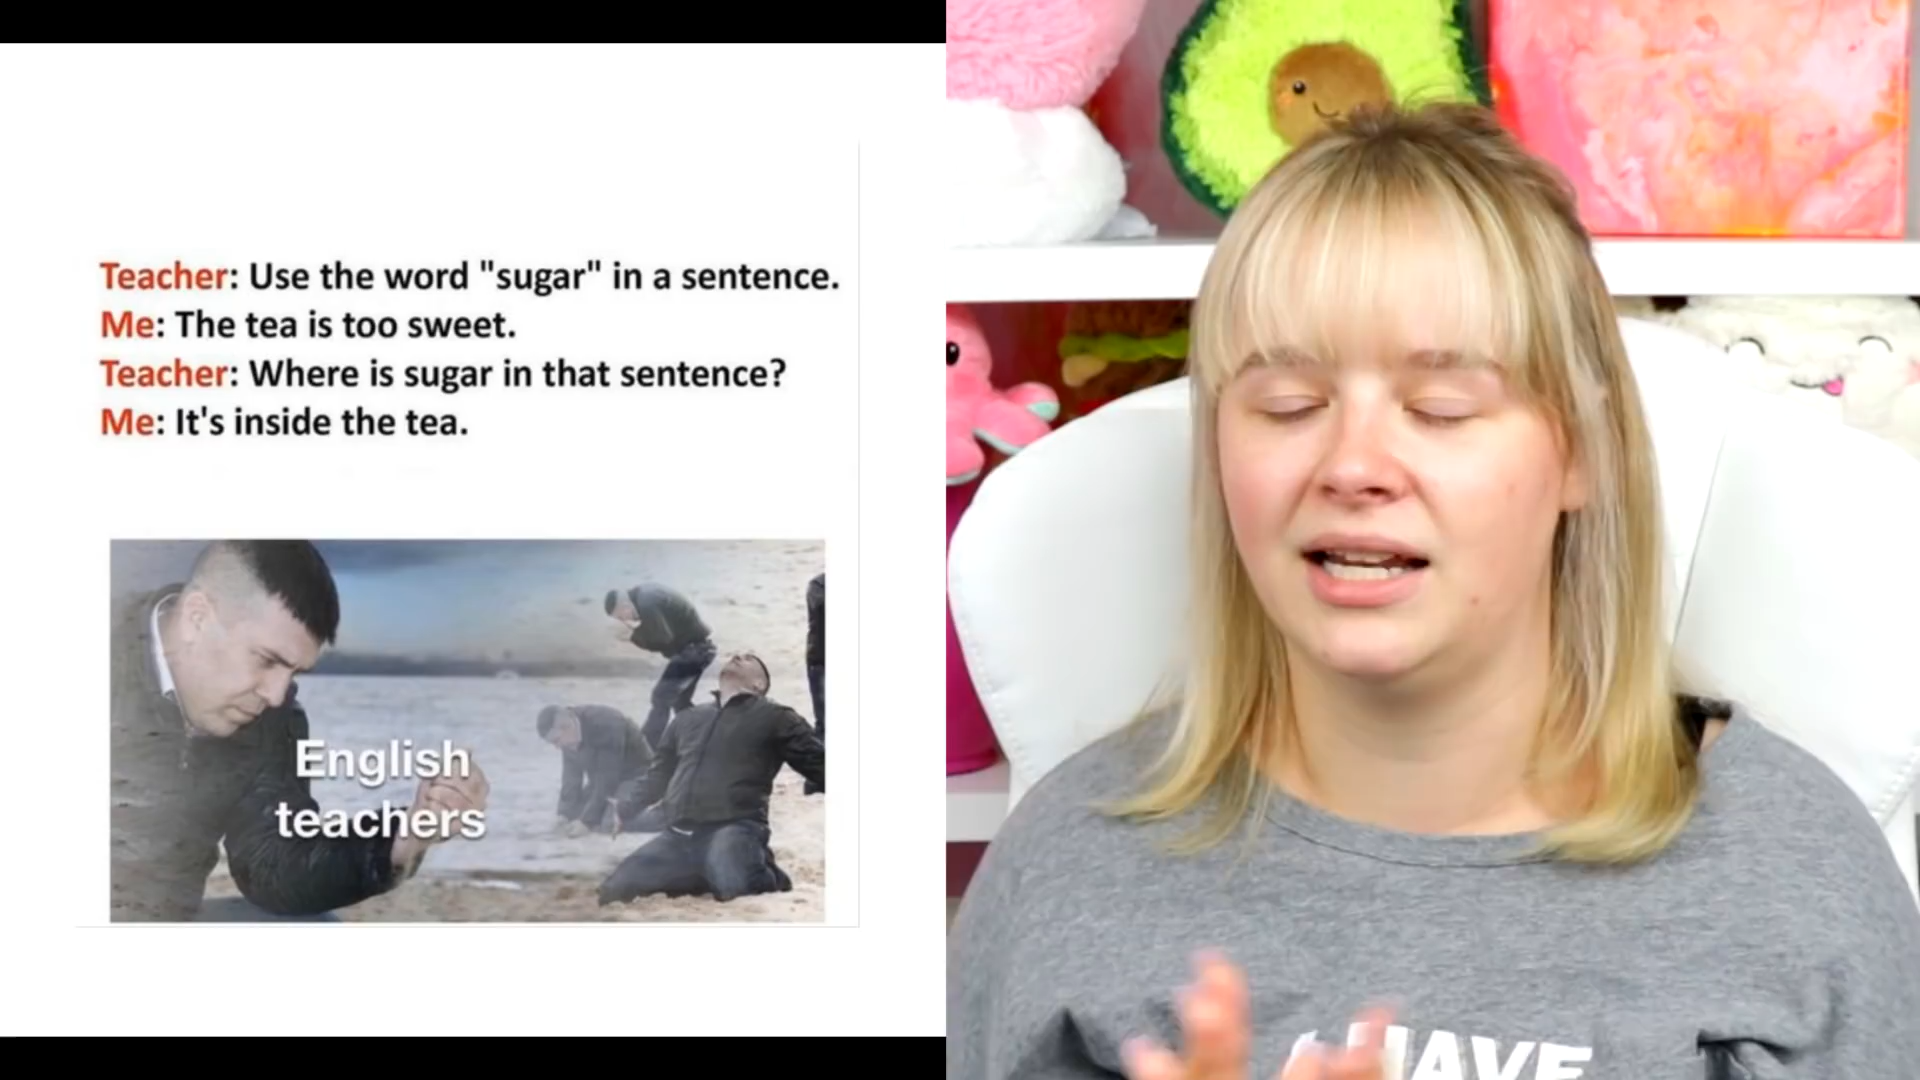 Teacher: Use the word "sugar" in a sentence.
Me: The tea is too sweet.
Teacher: Where is sugar in that sentence?
Me: It's inside the tea.
English
teachers
HAVE